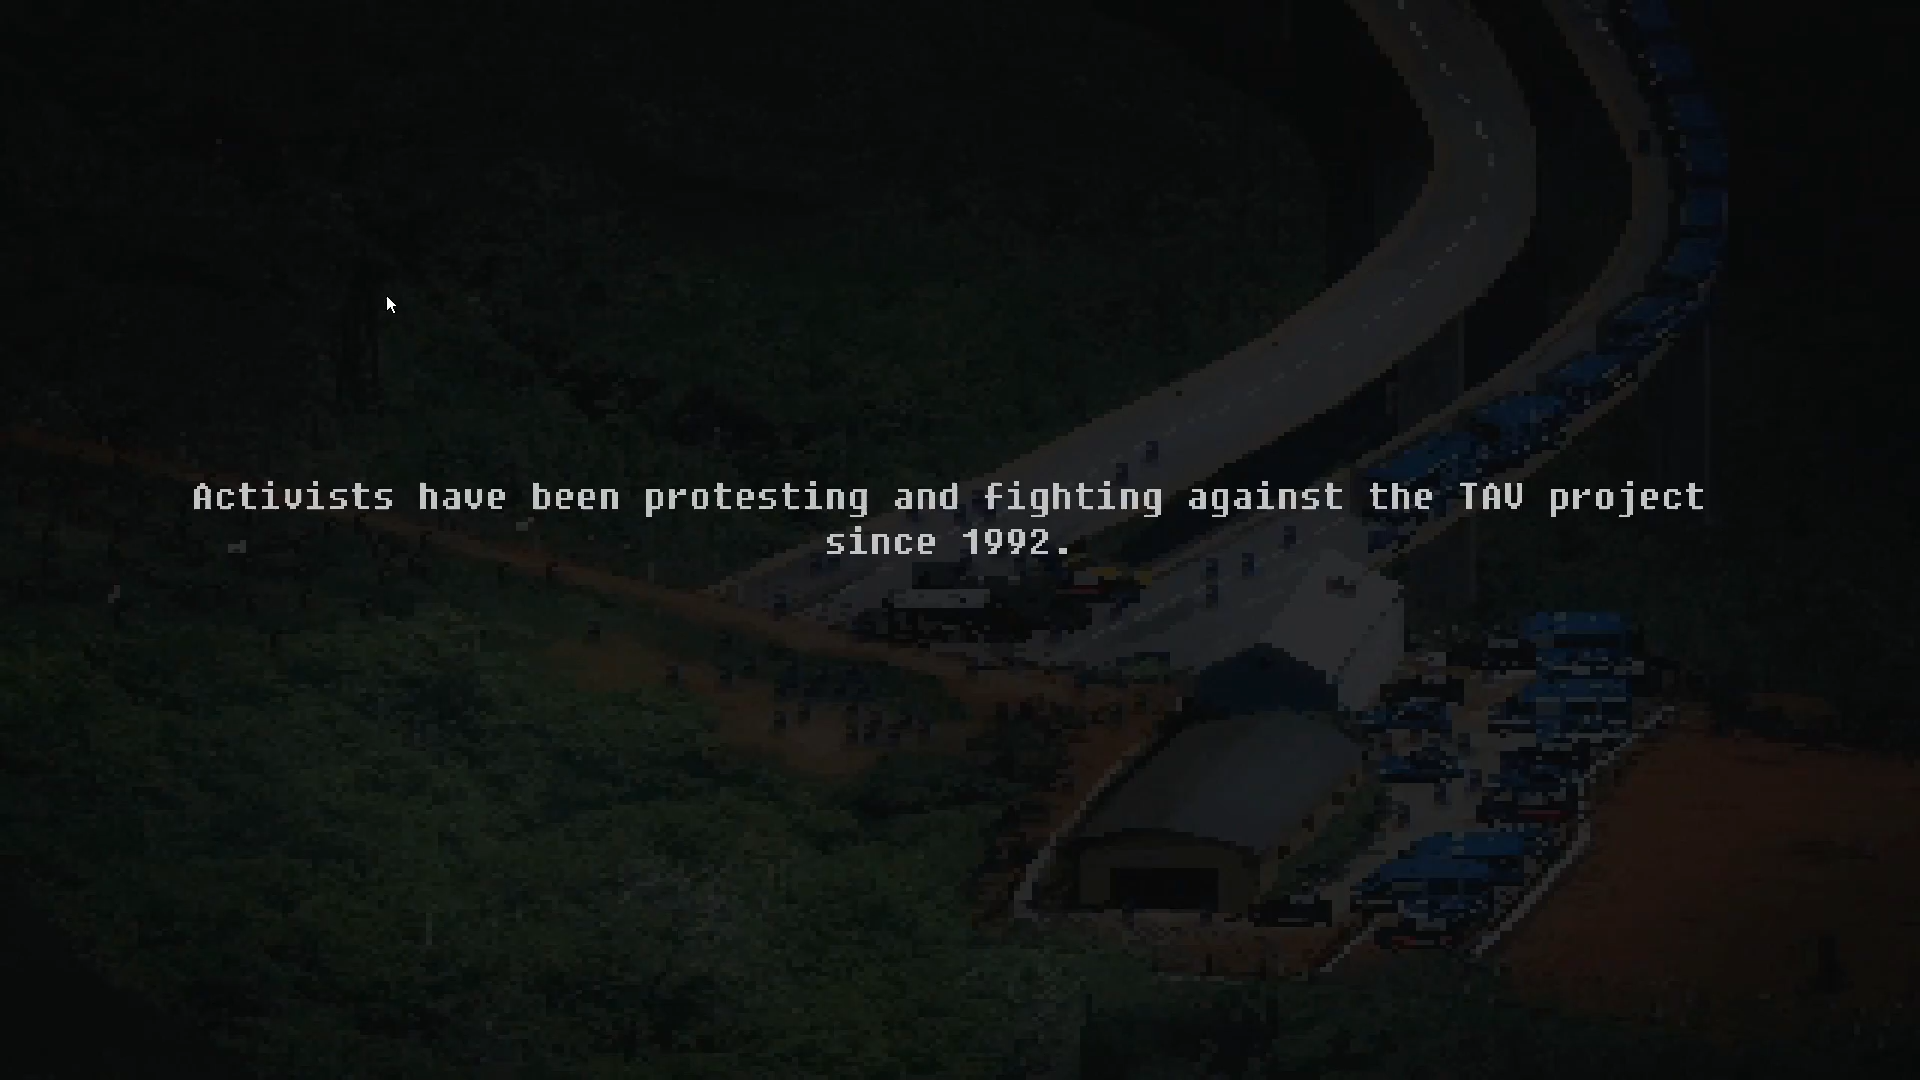 Activists have been protesting and fighting against the TAV project
since 1992.